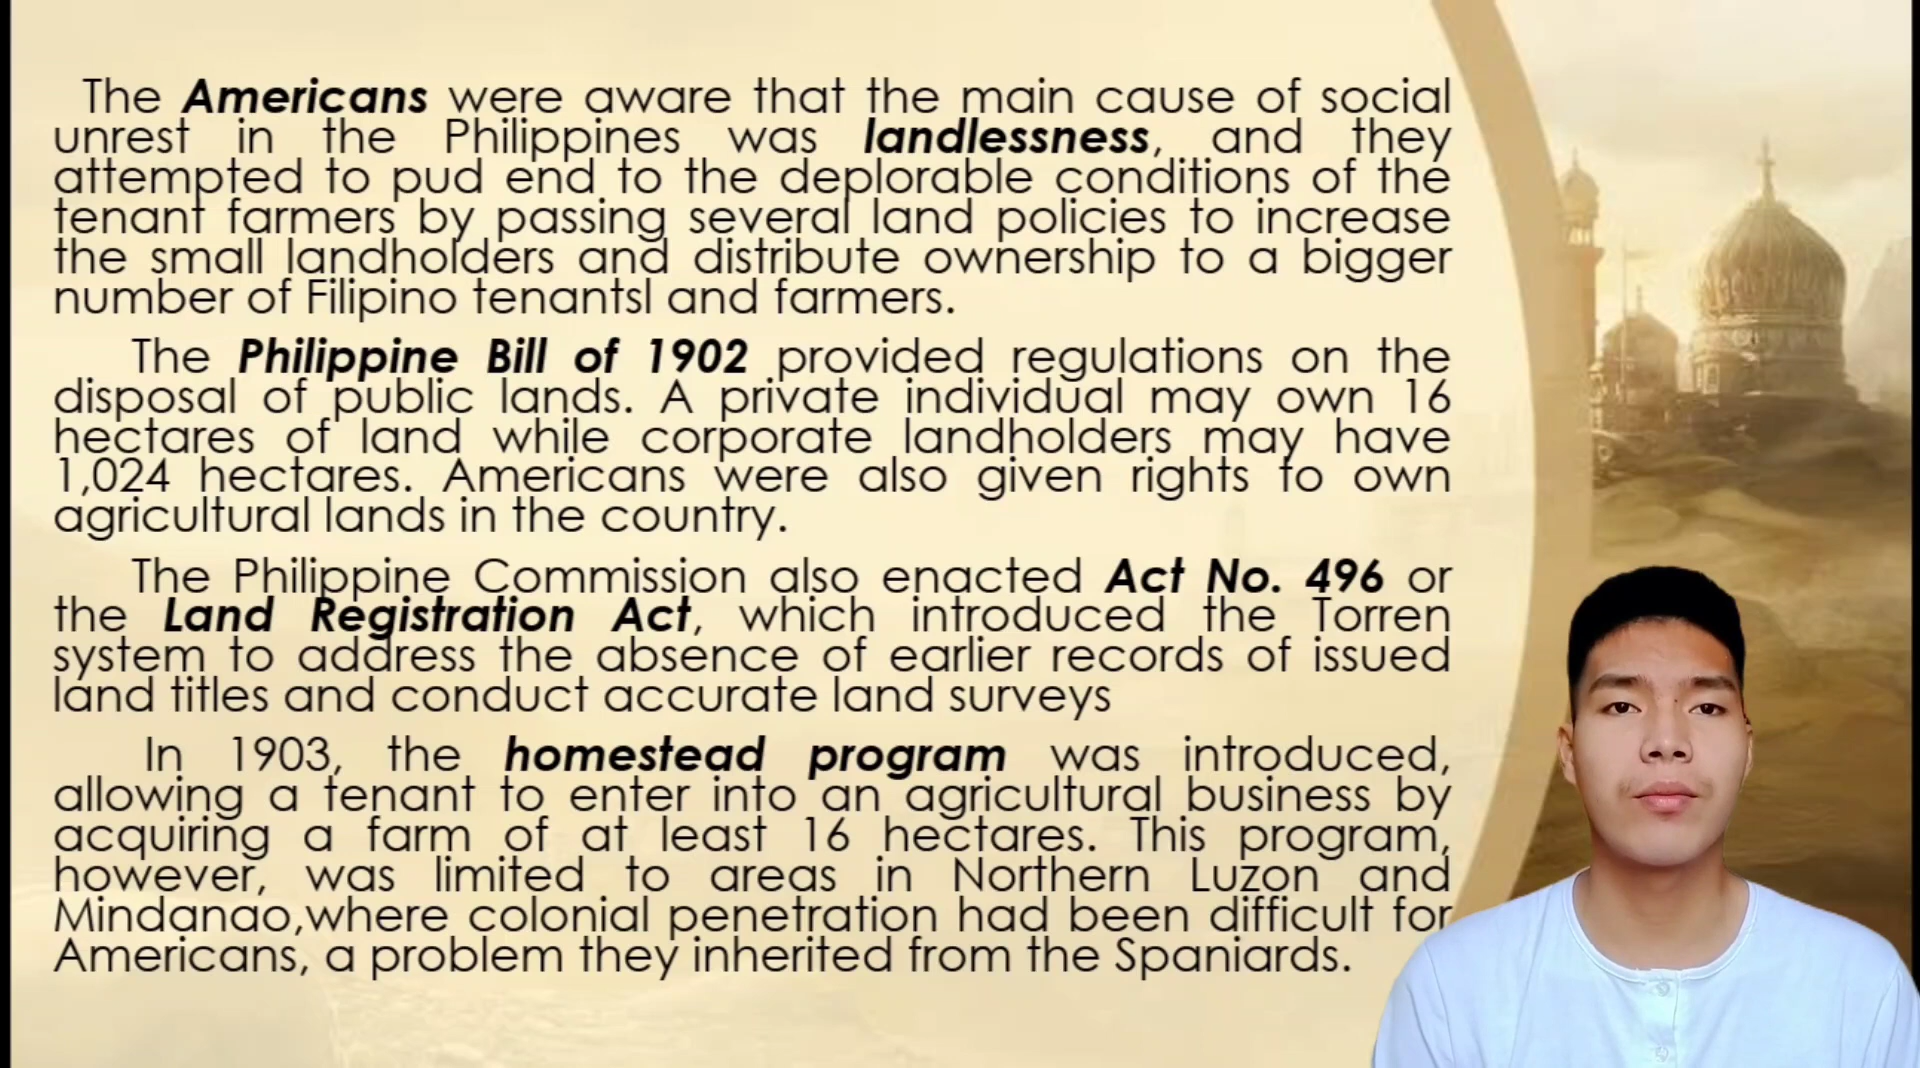 The Americans were aware that the main cause of social
unrest in the Philippines was landlessness, and they
attempted to pud end to the deplorable conditions of the
tenant farmers by passing several land policies to increase
the small landholders and distribute ownership to a bigger
number of Filipino tenantsl and farmers.
The Philippine Bill of 1902 provided regulations on the
disposal of public lands. A private individual may own 16
hectares of land while corporate landholders may have
1,024 hectares. Americans were also given rights to own
agricultural lands in the country.
The Philippine Commission also enacted Act No. 496 or
the Land Registration Act, which introduced the Torren
system to address the absence of earlier records of issued
land titles and conduct accurate land surveys
In 1903, the homestead program was introduced,
allowing a tenant to enter into an agricultural business by
acquiring a farm of at least 16 hectares. This program,
however, was limited to areas in Northern Luzon and
Mindanao,where colonial penetration had been difficult for
Americans, a problem they inherited from the Spaniards.